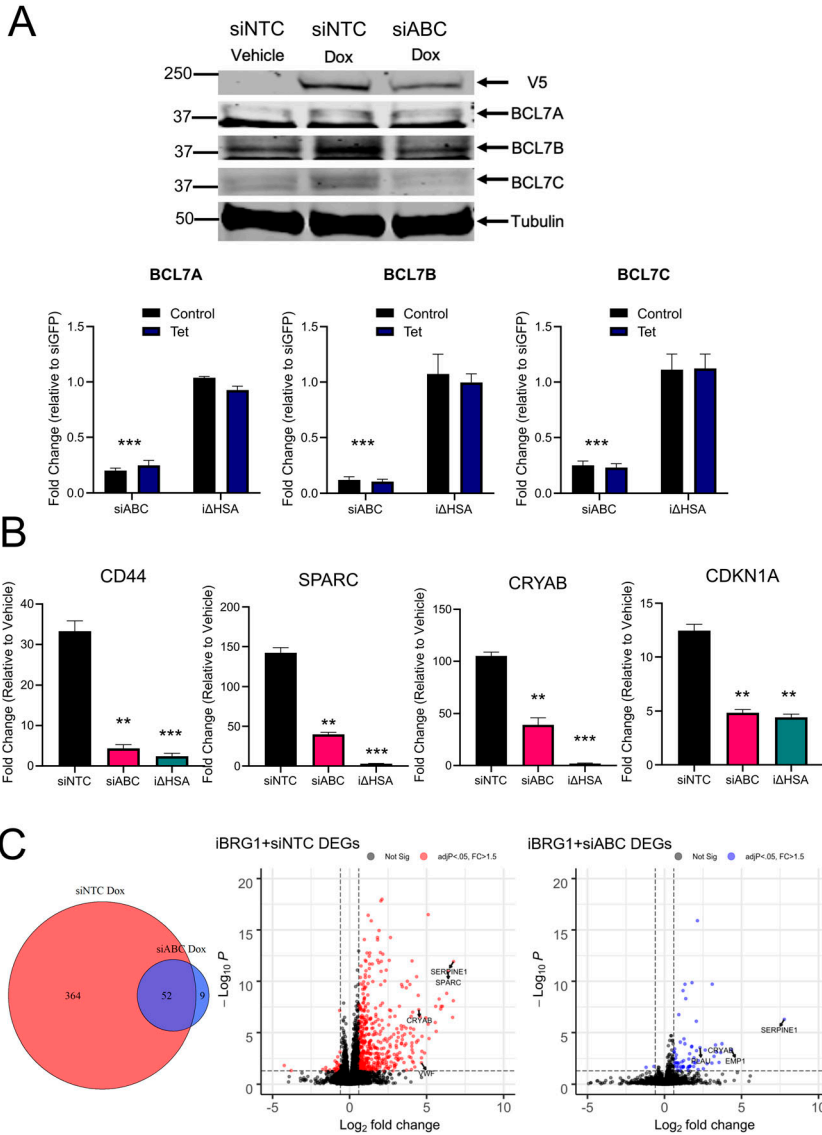 A
siNTC siNTC siABC
Vehicle Dox Dox
250
V5
37
BCL7A
37
BCL7B
37
BCL7C
50
Tubulin
BCL7A
Control
Tet
Fold Change (relative to siGFP)
1.5
1.0
0.5
0.0
***
siABC iΔHSA
BCL7B
Control
Tet
Fold Change (relative to siGFP)
1.5
1.0
0.5
0.0
***
siABC iΔHSA
BCL7C
Control
Tet
Fold Change (relative to siGFP)
1.5
1.0
0.5
0.0
***
siABC iΔHSA
B
CD44
Fold Change (Relative to Vehicle)
40
30
20
10
0
** ***
siNTC siABC iΔHSA
SPARC
Fold Change (Relative to Vehicle)
200
150
100
50
0
** ***
siNTC siABC iΔHSA
CRYAB
Fold Change (Relative to Vehicle)
150
100
50
0
** ***
siNTC siABC iΔHSA
CDKN1A
Fold Change (Relative to Vehicle)
15
10
5
0
** **
siNTC siABC iΔHSA
C
siNTC Dox
siABC Dox
364 52 9
iBRG1+siNTC DEGs
Not Sig adjP<.05, FC>1.5
− Log10 P
20
15
10
5
0
SERPINE1
SPARC
CRYAB
VWF
0 5 10
Log2 fold change
iBRG1+siABC DEGs
Not Sig adjP<.05, FC>1.5
− Log10 P
20
15
10
5
0
SERPINE1
CRYAB
PLAU EMP1
−5 0 5 10
Log2 fold change